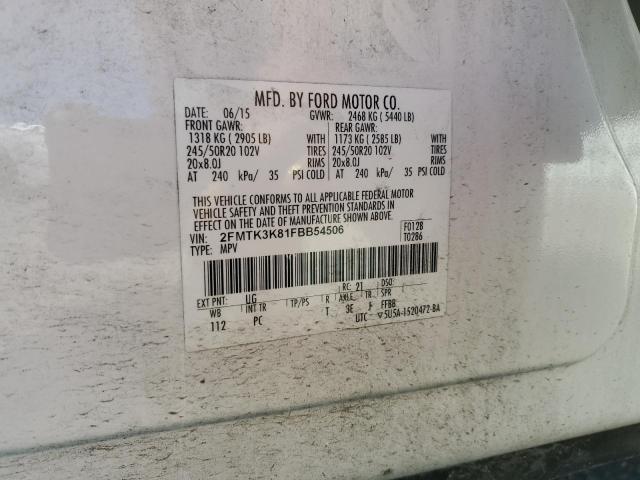 MFD. BY FORD MOTOR CO.
DATE: 06/15 GVWR: 2468 KG ( 5440 LB)
FRONT GAWR: REAR GAWR:
1318 KG ( 2905 LB) WITH 1173 KG ( 2585 LB) WITH
245/50R20 102V TIRES 245/50R20 102V TIRES
20x8.0J RIMS 20x8.0J RIMS
AT 240 kPa/ 35 PSI COLD AT 240 kPa/ 35 PSI COLD
THIS VEHICLE CONFORMS TO ALL APPLICABLE FEDERAL MOTOR
VEHICLE SAFETY AND THEFT PREVENTION STANDARDS IN
EFFECT ON THE DATE OF MANUFACTURE SHOWN ABOVE.
VIN: 2FMTK3K81FBB54506 F0128
TYPE: MPV T0286
EXT PNT: UG RC: 21 DSO:
WB INT TR TP/PS R AXLE TR SPR
112 PC T 3E J FFBB
UTC ▽5U5A-1520472-BA